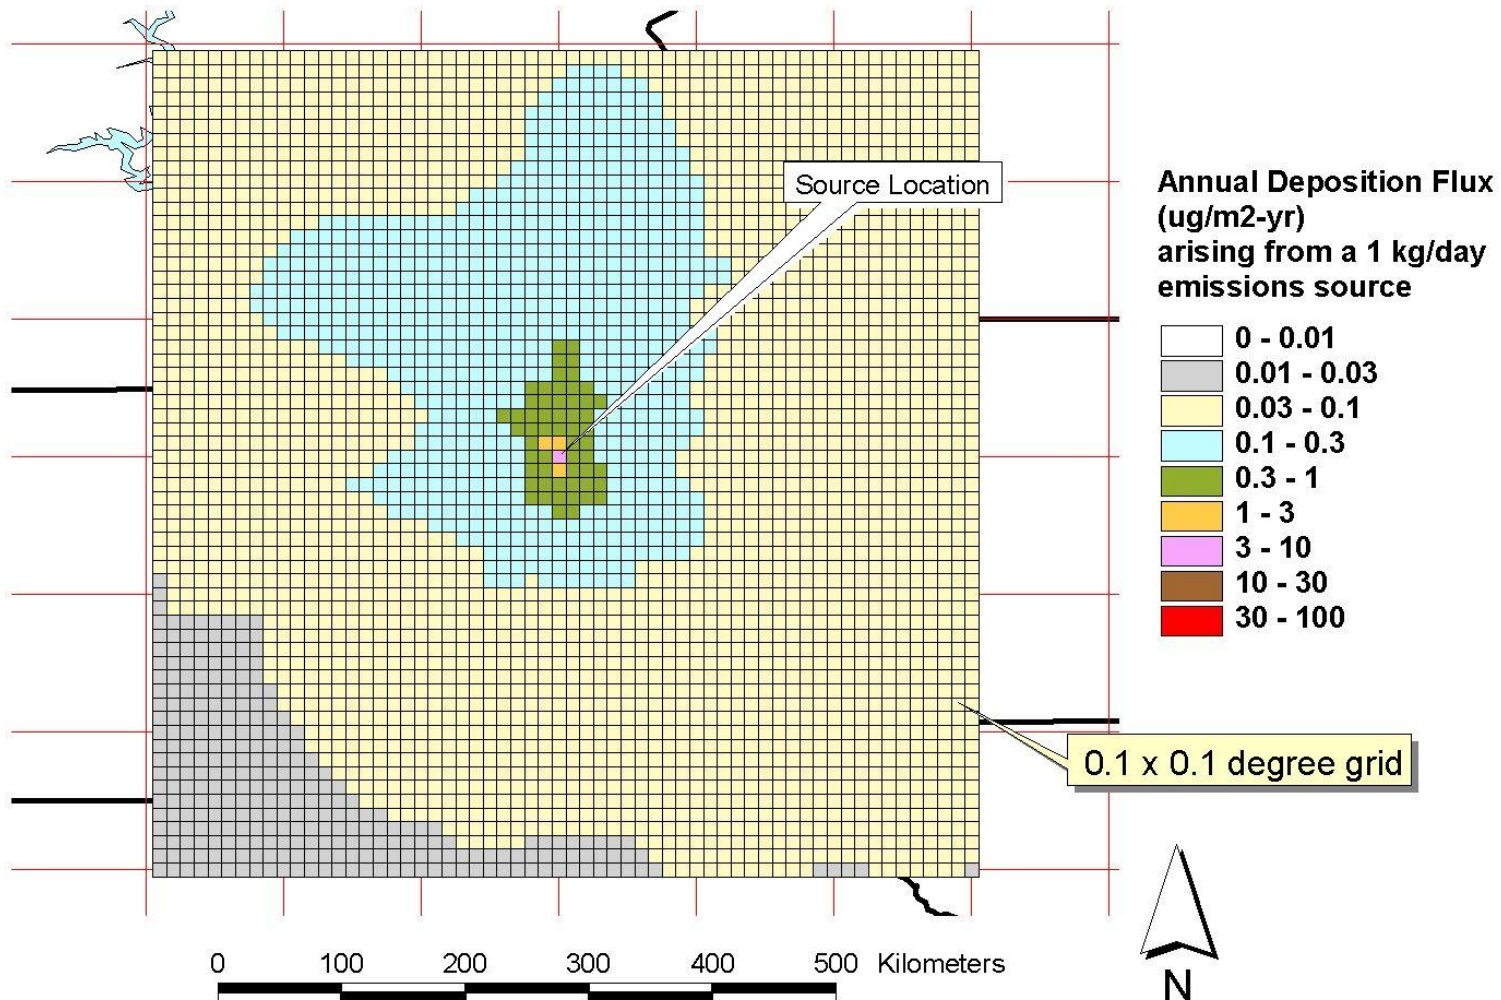 Source Location
Annual Deposition Flux
(ug/m2-yr)
arising from a 1 kg/day
emissions source
0 - 0.01
0.01 - 0.03
0.03 - 0.1
0.1 - 0.3
0.3 - 1
1 - 3
3 - 10
10 - 30
30 - 100
0.1 x 0.1 degree grid
0 100 200 300 400 500 Kilometers
N